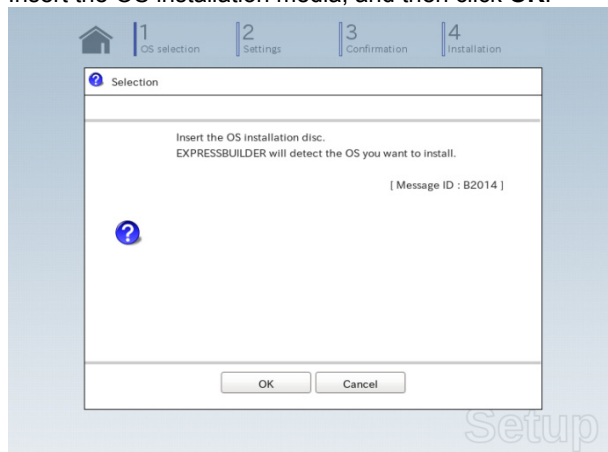 Insert the OS installation media, and then click OK.
1 OS selection
2 Settings
3 Confirmation
4 Installation
Selection
Insert the OS installation disc.
EXPRESSBUILDER will detect the OS you want to install.
[ Message ID : B2014 ]
OK
Cancel
Setup